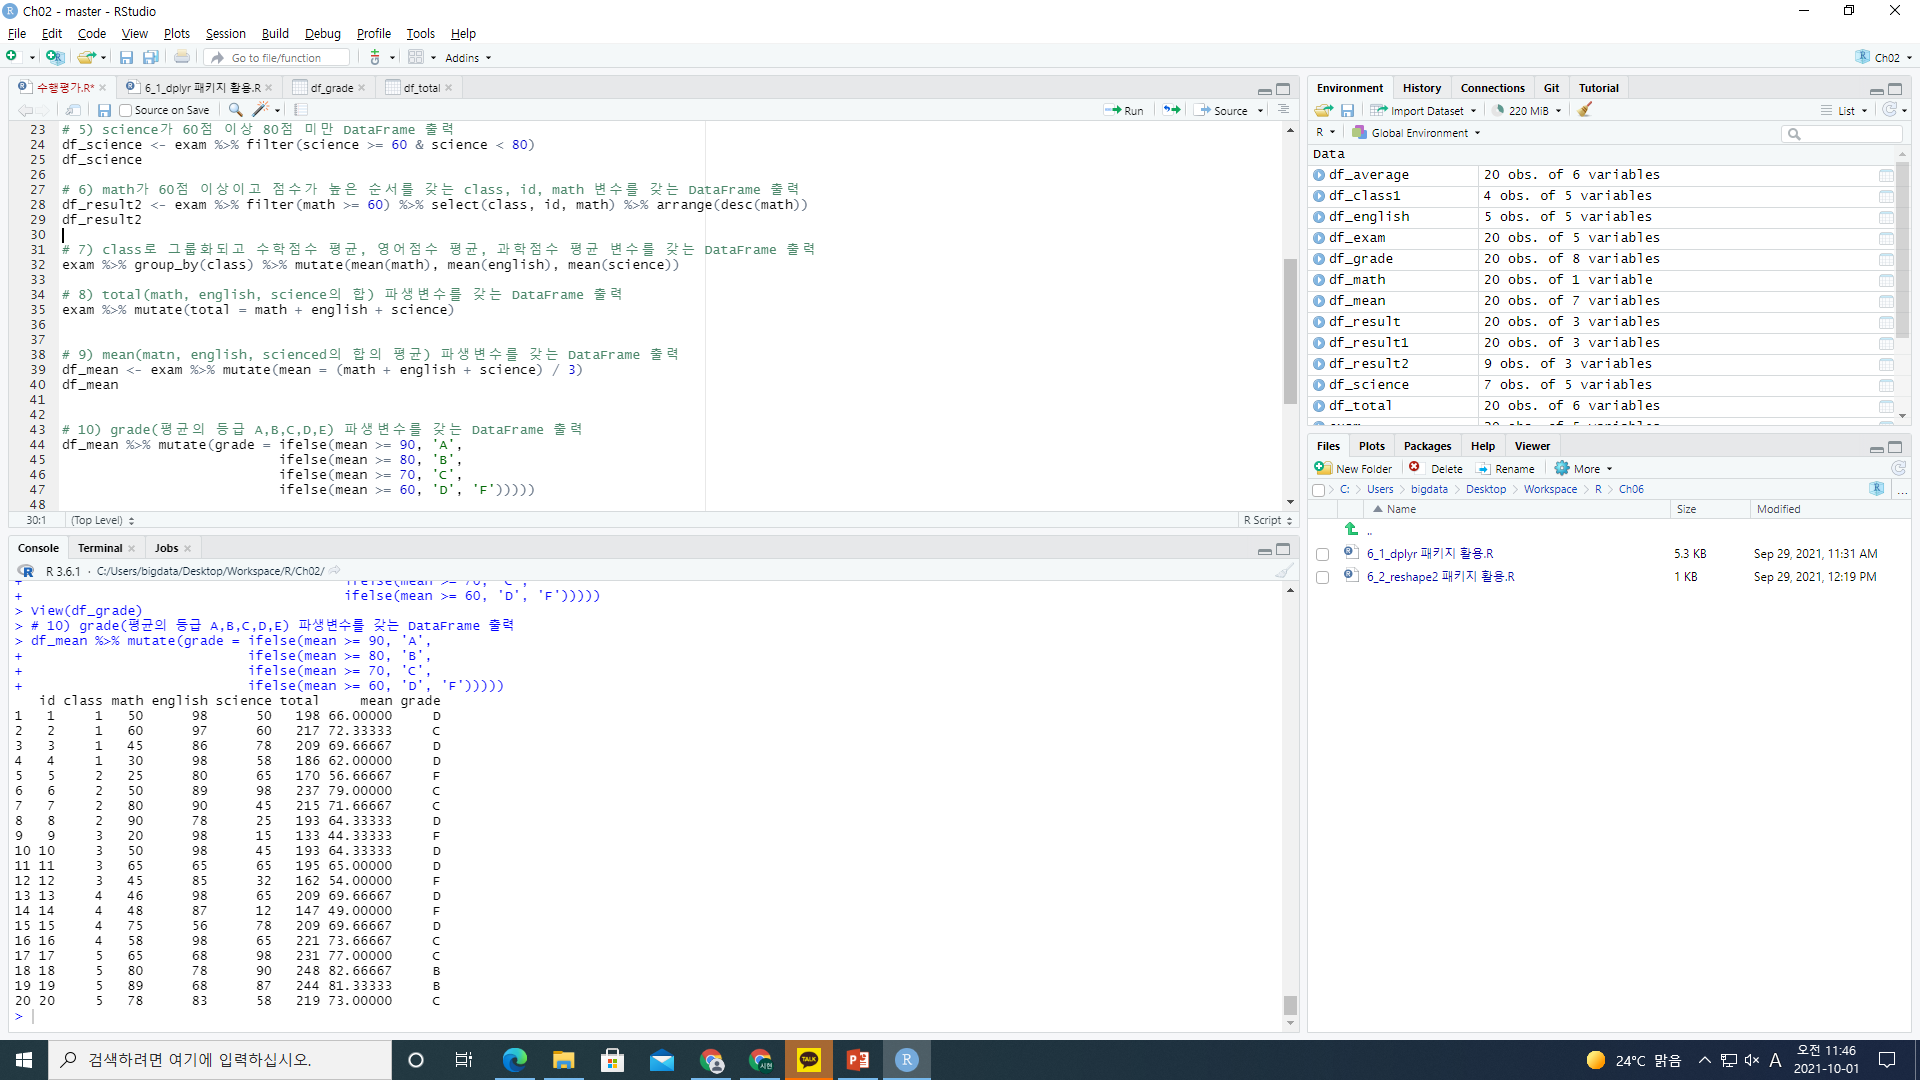 Ch02 - master - RStudio
File Edit Code View Plots Session Build Debug Profile Tools Help
Go to file/function Addins Ch02
수행평가.R* 6_1_dplyr 패키지 활용.R df_grade df_total
Source on Save Run Source
23 # 5) science가 60점 이상 80점 미만 DataFrame 출력
24 df_science <- exam %>% filter(science >= 60 & science < 80)
25 df_science
26
27 # 6) math가 60점 이상이고 점수가 높은 순서를 갖는 class, id, math 변수를 갖는 DataFrame 출력
28 df_result2 <- exam %>% filter(math >= 60) %>% select(class, id, math) %>% arrange(desc(math))
29 df_result2
30
31 # 7) class로 그룹화되고 수학점수 평균, 영어점수 평균, 과학점수 평균 변수를 갖는 DataFrame 출력
32 exam %>% group_by(class) %>% mutate(mean(math), mean(english), mean(science))
33
34 # 8) total(math, english, science의 합) 파생변수를 갖는 DataFrame 출력
35 exam %>% mutate(total = math + english + science)
36
37
38 # 9) mean(matn, english, scienced의 합의 평균) 파생변수를 갖는 DataFrame 출력
39 df_mean <- exam %>% mutate(mean = (math + english + science) / 3)
40 df_mean
41
42
43 # 10) grade(평균의 등급 A,B,C,D,E) 파생변수를 갖는 DataFrame 출력
44 df_mean %>% mutate(grade = ifelse(mean >= 90, 'A',
45 ifelse(mean >= 80, 'B',
46 ifelse(mean >= 70, 'C',
47 ifelse(mean >= 60, 'D', 'F')))))
48
30:1 (Top Level) R Script
Console Terminal Jobs
R 3.6.1 · C:/Users/bigdata/Desktop/Workspace/R/Ch02/
ifelse(mean >= 70, 'C',
+ ifelse(mean >= 60, 'D', 'F')))))
> View(df_grade)
> # 10) grade(평균의 등급 A,B,C,D,E) 파생변수를 갖는 DataFrame 출력
> df_mean %>% mutate(grade = ifelse(mean >= 90, 'A',
+ ifelse(mean >= 80, 'B',
+ ifelse(mean >= 70, 'C',
+ ifelse(mean >= 60, 'D', 'F')))))
id class math english science total mean grade
1 1 1 50 98 50 198 66.00000 D
2 2 1 60 97 60 217 72.33333 C
3 3 1 45 86 78 209 69.66667 D
4 4 1 30 98 58 186 62.00000 D
5 5 2 25 80 65 170 56.66667 F
6 6 2 50 89 98 237 79.00000 C
7 7 2 80 90 45 215 71.66667 C
8 8 2 90 78 25 193 64.33333 D
9 9 3 20 98 15 133 44.33333 F
10 10 3 50 98 45 193 64.33333 D
11 11 3 65 65 65 195 65.00000 D
12 12 3 45 85 32 162 54.00000 F
13 13 4 46 98 65 209 69.66667 D
14 14 4 48 87 12 147 49.00000 F
15 15 4 75 56 78 209 69.66667 D
16 16 4 58 98 65 221 73.66667 C
17 17 5 65 68 98 231 77.00000 C
18 18 5 80 78 90 248 82.66667 B
19 19 5 89 68 87 244 81.33333 B
20 20 5 78 83 58 219 73.00000 C
>
Environment History Connections Git Tutorial
Import Dataset 220 MiB List
R Global Environment
Data
df_average 20 obs. of 6 variables
df_class1 4 obs. of 5 variables
df_english 5 obs. of 5 variables
df_exam 20 obs. of 5 variables
df_grade 20 obs. of 8 variables
df_math 20 obs. of 1 variable
df_mean 20 obs. of 7 variables
df_result 20 obs. of 3 variables
df_result1 20 obs. of 3 variables
df_result2 9 obs. of 3 variables
df_science 7 obs. of 5 variables
df_total 20 obs. of 6 variables
Files Plots Packages Help Viewer
New Folder Delete Rename More
C: Users bigdata Desktop Workspace R Ch06 ...
Name Size Modified
..
6_1_dplyr 패키지 활용.R 5.3 KB Sep 29, 2021, 11:31 AM
6_2_reshape2 패키지 활용.R 1 KB Sep 29, 2021, 12:19 PM
검색하려면 여기에 입력하십시오.
시현
TALK
24°C 맑음 A 오전 11:46
2021-10-01